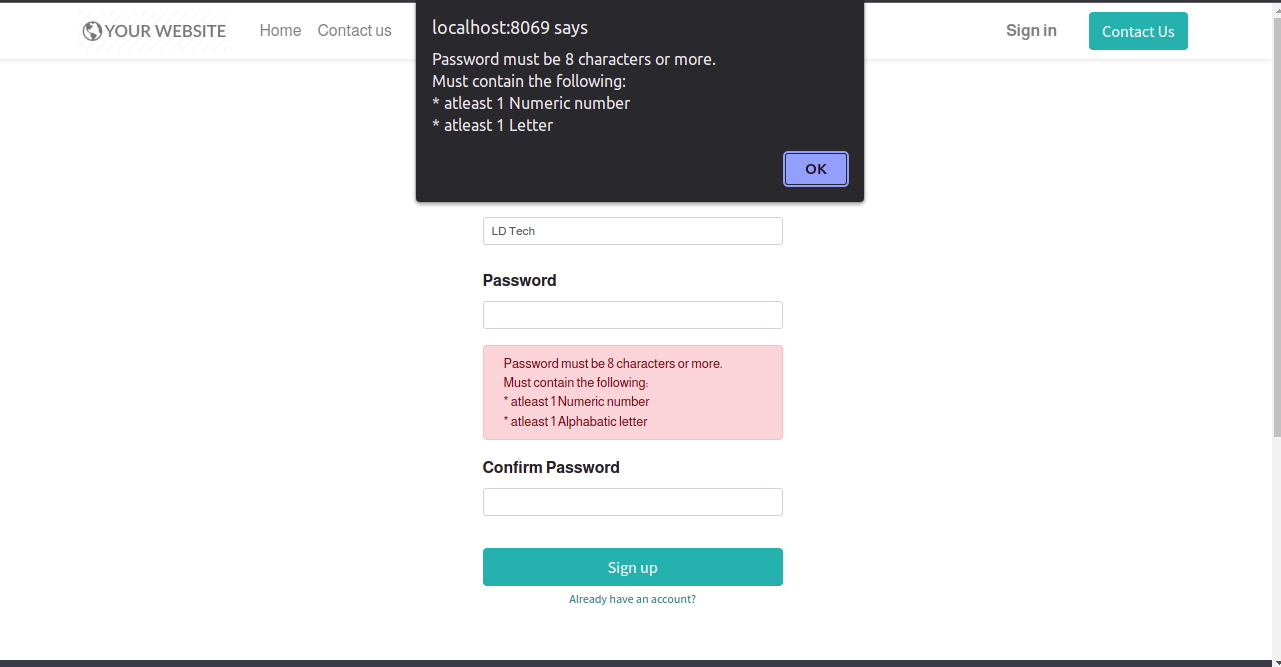 YOUR WEBSITE Home Contact us Sign in Contact Us
localhost:8069 says
Password must be 8 characters or more.
Must contain the following:
* atleast 1 Numeric number
* atleast 1 Letter
OK
LD Tech
Password
Password must be 8 characters or more.
Must contain the following:
* atleast 1 Numeric number
* atleast 1 Alphabatic letter
Confirm Password
Sign up
Already have an account?